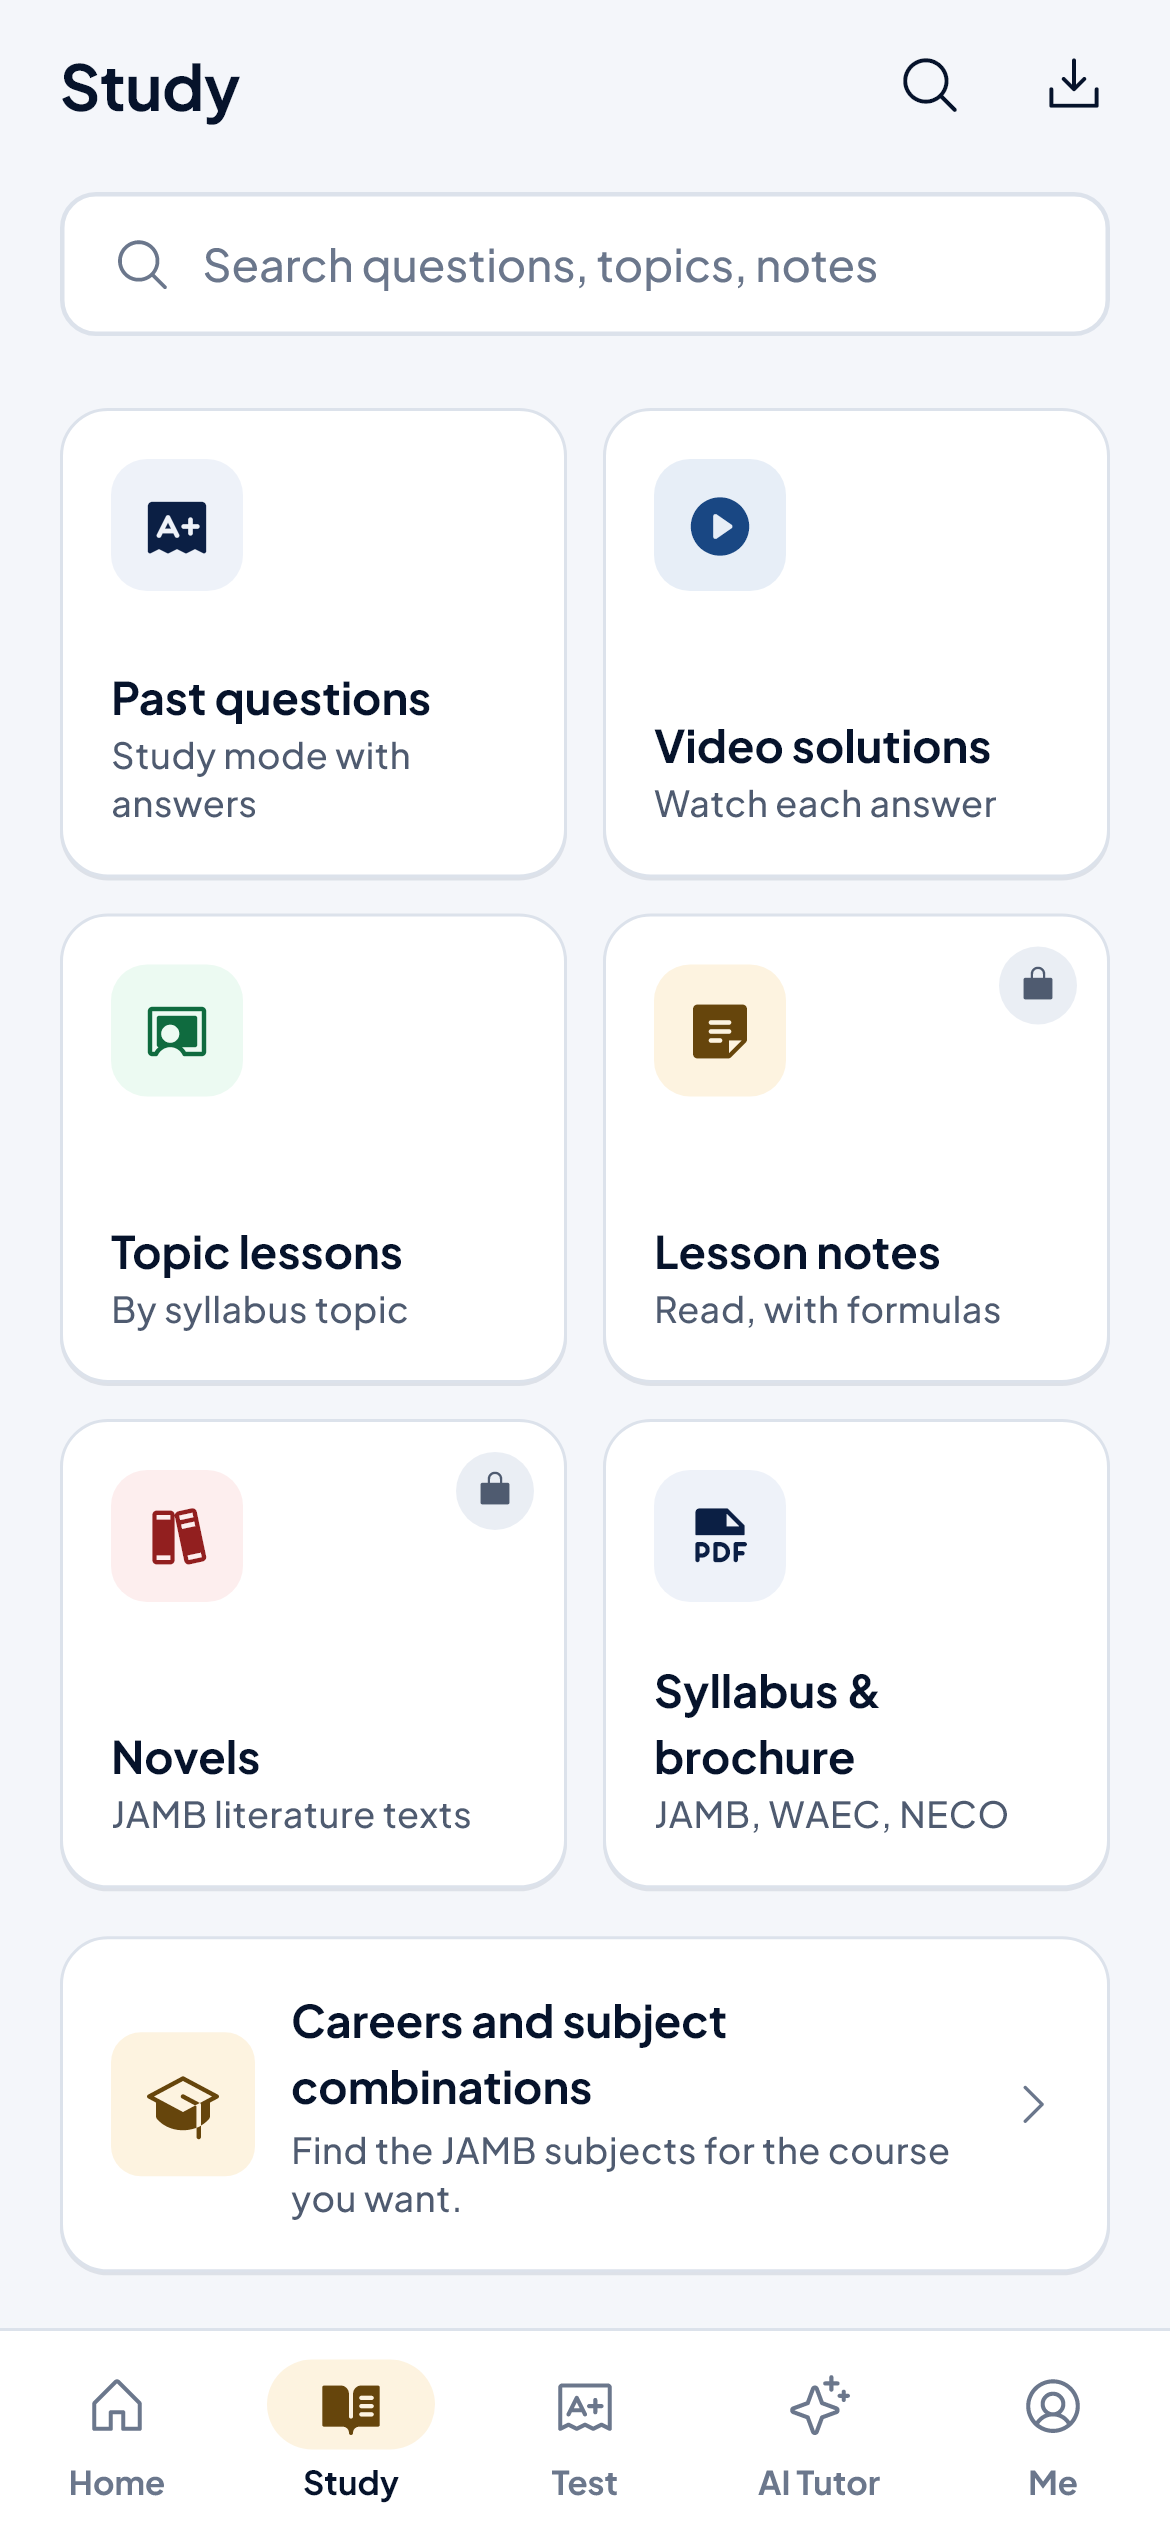 Study
Search questions, topics, notes
A+
Past questions
Study mode with
answers
Video solutions
Watch each answer
Topic lessons
By syllabus topic
Lesson notes
Read, with formulas
Novels
JAMB literature texts
PDF
Syllabus &
brochure
JAMB, WAEC, NECO
Careers and subject
combinations
Find the JAMB subjects for the course
you want.
Home
Study
A+
Test
AI Tutor
Me